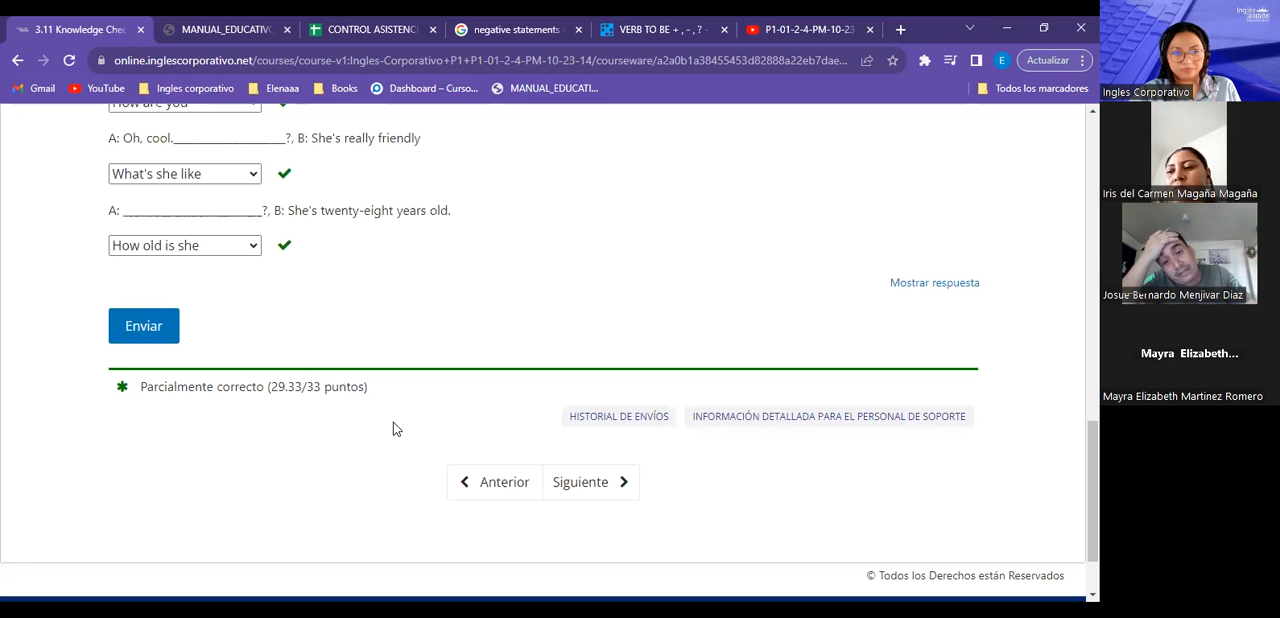 3.11 Knowledge Chec
MANUAL_EDUCATIV
CONTROL ASISTENCI
negative statements
VERB TO BE + , - , ? -
P1-01-2-4-PM-10-23
online.inglescorporativo.net/courses/course-v1:Ingles-Corporativo+P1+P1-01-2-4-PM-10-23-14/courseware/a2a0b1a38455453d82888a22eb7dae...
E
Actualizar
Gmail
YouTube
Ingles corporativo
Elenaaa
Books
Dashboard – Curso...
MANUAL_EDUCATI...
Todos los marcadores
How are you
A: Oh, cool.____________________?, B: She's really friendly
What's she like
A: _________________________?, B: She's twenty-eight years old.
How old is she
Mostrar respuesta
Enviar
Parcialmente correcto (29.33/33 puntos)
HISTORIAL DE ENVÍOS
INFORMACIÓN DETALLADA PARA EL PERSONAL DE SOPORTE
Anterior
Siguiente
© Todos los Derechos están Reservados
Ingles Corporativo
Iris del Carmen Magaña Magaña
Josue Bernardo Menjivar Diaz
Mayra Elizabeth...
Mayra Elizabeth Martinez Romero